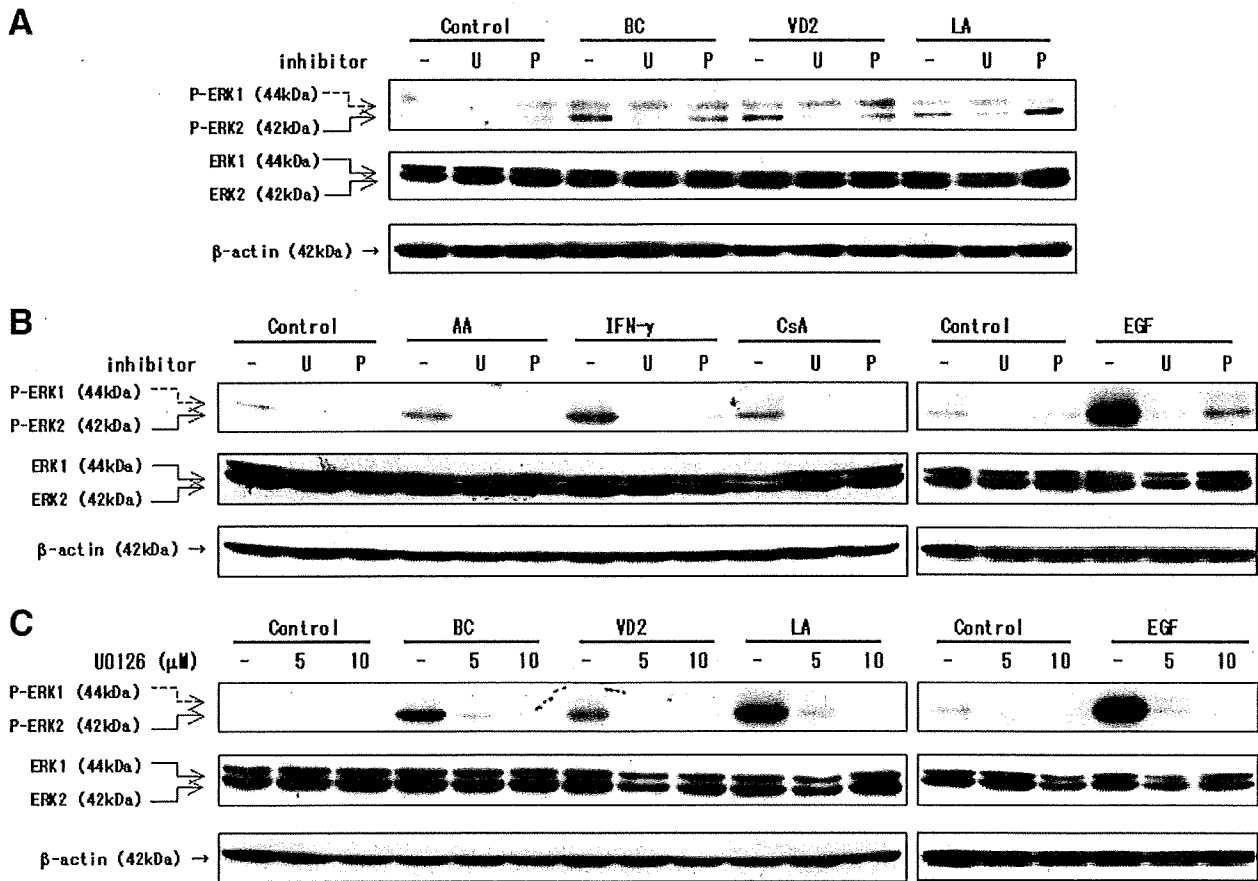 A
Control BC VD2 LA
inhibitor - U P - U P - U P - U P
P-ERK1 (44kDa)
P-ERK2 (42kDa)
ERK1 (44kDa)
ERK2 (42kDa)
β-actin (42kDa) →
B
Control AA IFN-γ CsA Control EGF
inhibitor - U P - U P - U P - U P - U P - U P
P-ERK1 (44kDa)
P-ERK2 (42kDa)
ERK1 (44kDa)
ERK2 (42kDa)
β-actin (42kDa) →
C
Control BC VD2 LA Control EGF
U0126 (μM) - 5 10 - 5 10 - 5 10 - 5 10 - 5 10 - 5 10
P-ERK1 (44kDa)
P-ERK2 (42kDa)
ERK1 (44kDa)
ERK2 (42kDa)
β-actin (42kDa) →